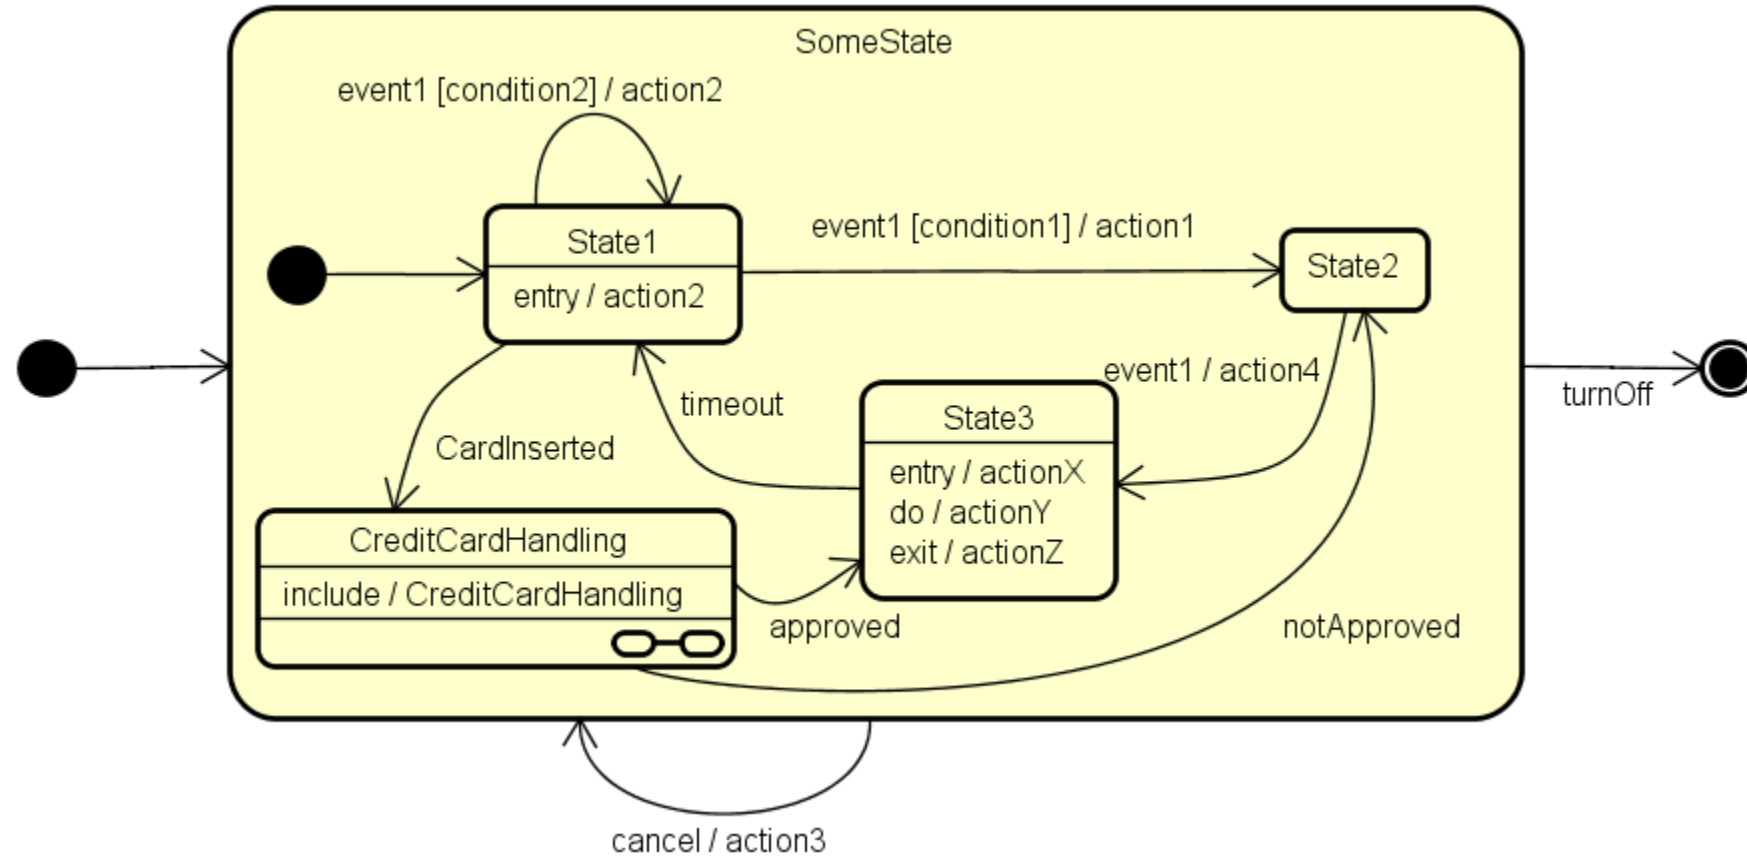 SomeState
event1 [condition2] / action2
event1 [condition1] / action1
State1
entry / action2
State2
event1 / action4
timeout
turnOff
State3
CardInserted
entry / actionX
do / actionY
exit / actionZ
CreditCardHandling
include / CreditCardHandling
approved
notApproved
cancel / action3